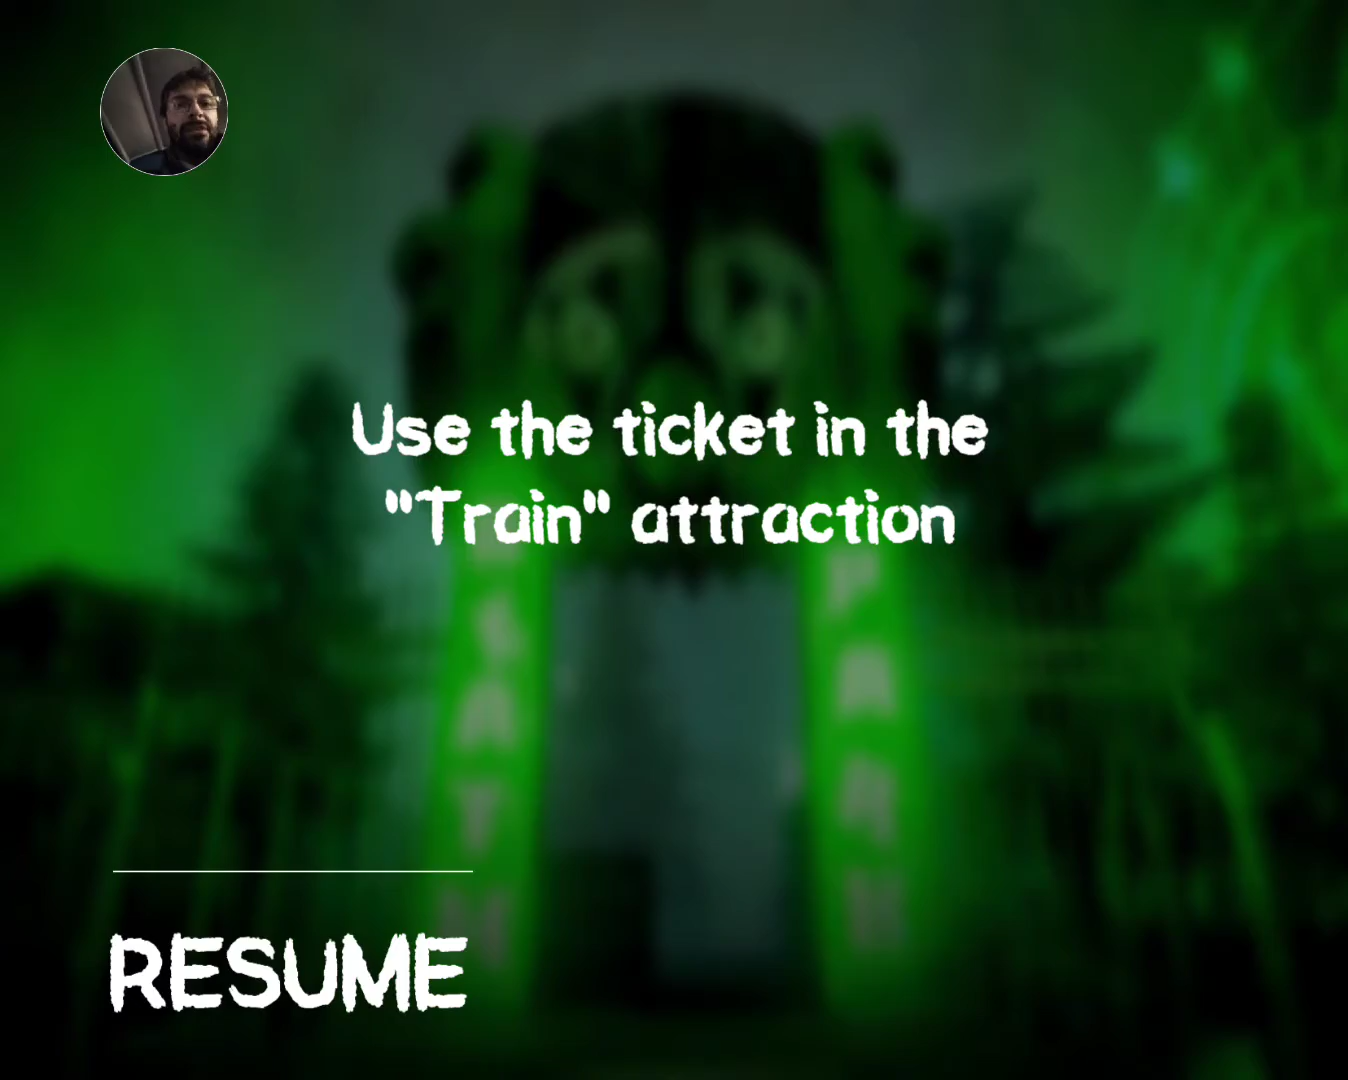 Use the ticket in the
"Train" attraction
RESUME